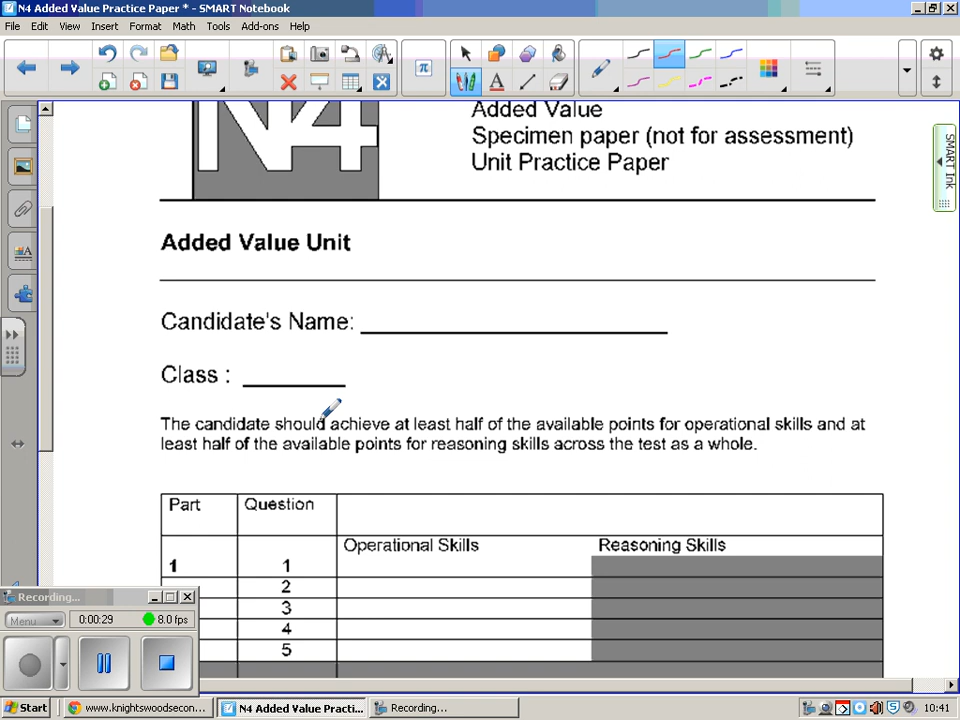 N4 Added Value Practice Paper * - SMART Notebook
File Edit View Insert Format Math Tools Add-ons Help
π
A
N4
Added Value
Specimen paper (not for assessment)
Unit Practice Paper
SMART Ink
Added Value Unit
Candidate's Name:
Class :
The candidate should achieve at least half of the available points for operational skills and at
least half of the available points for reasoning skills across the test as a whole.
Part Question
Operational Skills Reasoning Skills
1 1
2
3
4
5
Recording...
Menu 0:00:29 8.0 fps
Start www.knightswoodsecon... N4 Added Value Practi... Recording... 10:41